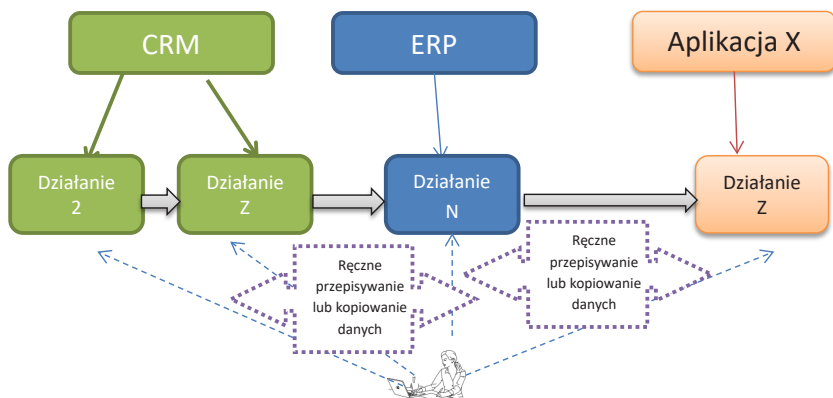 CRM
ERP
Aplikacja X
Działanie
2
Działanie
Z
Działanie
N
Działanie
Z
Ręczne
przepisywanie
lub kopiowanie
danych
Ręczne
przepisywanie
lub kopiowanie
danych